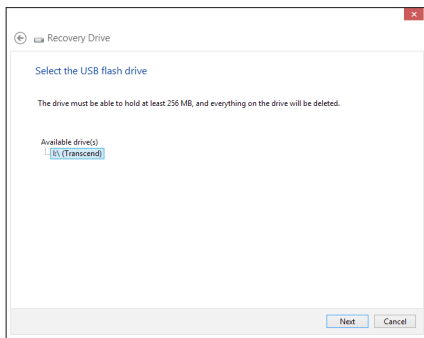 Recovery Drive
Select the USB flash drive
The drive must be able to hold at least 256 MB, and everything on the drive will be deleted.
Available drive(s)
I:\ (Transcend)
Next Cancel